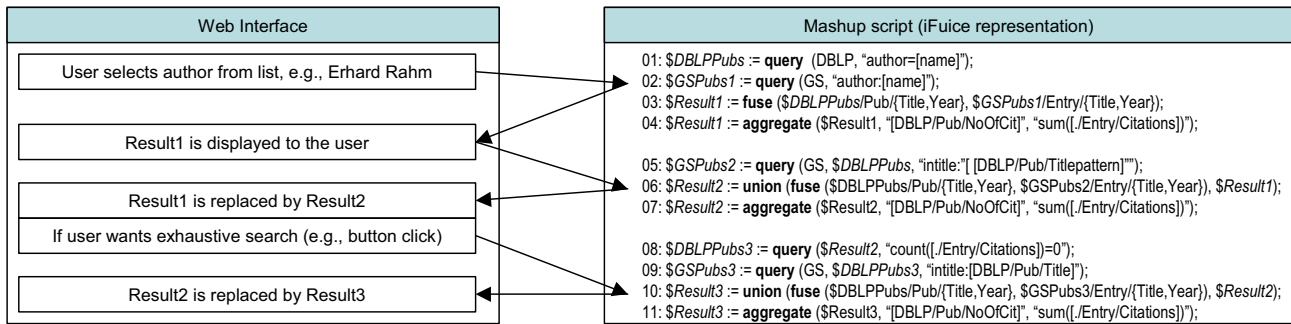 Web Interface
User selects author from list, e.g., Erhard Rahm
Result1 is displayed to the user
Result1 is replaced by Result2
If user wants exhaustive search (e.g., button click)
Result2 is replaced by Result3
Mashup script (iFuice representation)
01: $DBLPPubs := query (DBLP, “author=[name]”);
02: $GSPubs1 := query (GS, “author:[name]”);
03: $Result1 := fuse ($DBLPPubs/Pub/{Title,Year}, $GSPubs1/Entry/{Title,Year});
04: $Result1 := aggregate ($Result1, “[DBLP/Pub/NoOfCit]”, “sum([./Entry/Citations])”);
05: $GSPubs2 := query (GS, $DBLPPubs, “intitle:”[ [DBLP/Pub/Titlepattern]””);
06: $Result2 := union (fuse ($DBLPPubs/Pub/{Title,Year}, $GSPubs2/Entry/{Title,Year}), $Result1);
07: $Result2 := aggregate ($Result2, “[DBLP/Pub/NoOfCit]”, “sum([./Entry/Citations])”);
08: $DBLPPubs3 := query ($Result2, “count([./Entry/Citations])=0”);
09: $GSPubs3 := query (GS, $DBLPPubs3, “intitle:[DBLP/Pub/Title]”);
10: $Result3 := union (fuse ($DBLPPubs/Pub/{Title,Year}, $GSPubs3/Entry/{Title,Year}), $Result2);
11: $Result3 := aggregate ($Result3, “[DBLP/Pub/NoOfCit]”, “sum([./Entry/Citations])”);